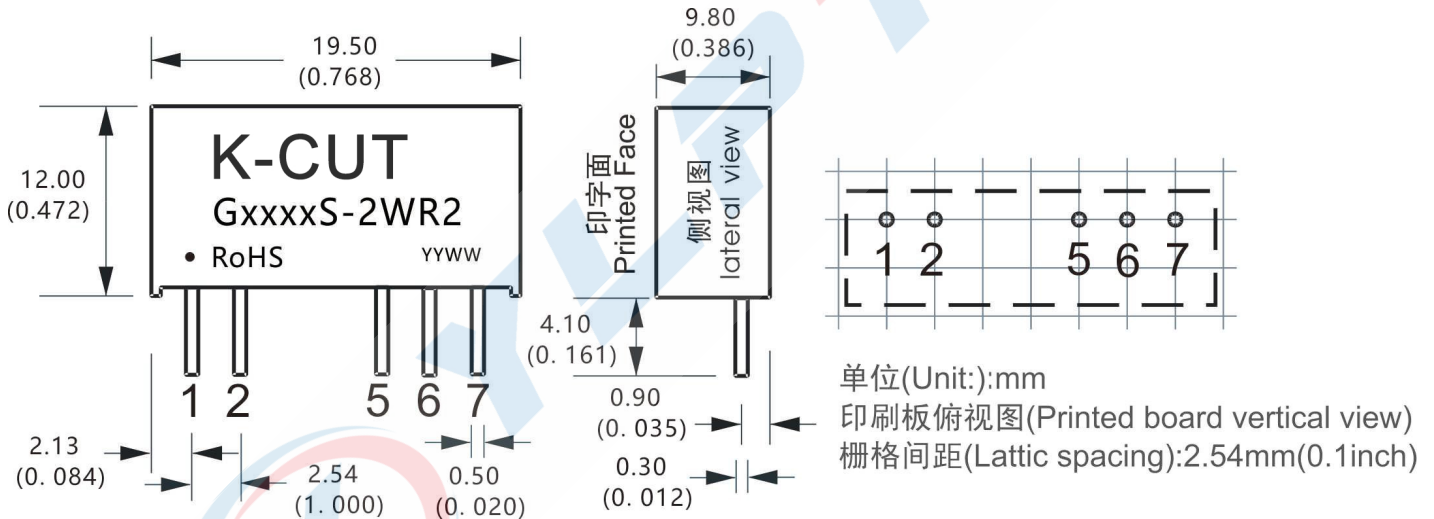 19.50
(0.768)
12.00
(0.472)
K-CUT
GxxxxS-2WR2
• RoHS YYWW
1 2 5 6 7
2.13
(0. 084)
2.54
(1. 000)
0.50
(0. 020)
9.80
(0.386)
印字面
Printed Face
侧视图
lateral view
4.10
(0. 161)
0.90
(0. 035)
0.30
(0. 012)
1 2 5 6 7
单位(Unit:):mm
印刷板俯视图(Printed board vertical view)
栅格间距(Lattic spacing):2.54mm(0.1inch)